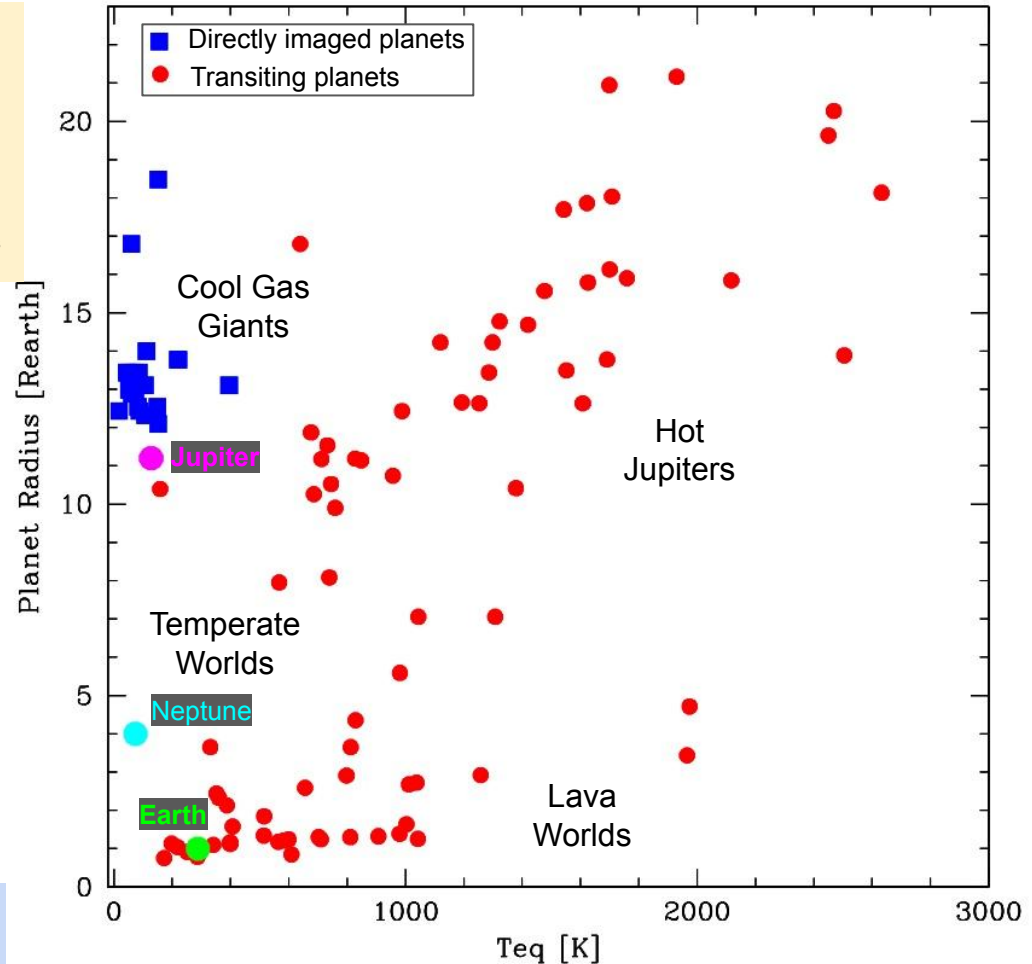 Directly imaged planets
Transiting planets
20
Cool Gas
Giants
15
Hot
Jupiters
Jupiter
10
Planet Radius [Rearth]
Temperate
Worlds
Neptune
5
Earth
Lava
Worlds
0
0 1000 2000 3000
Teq [K]